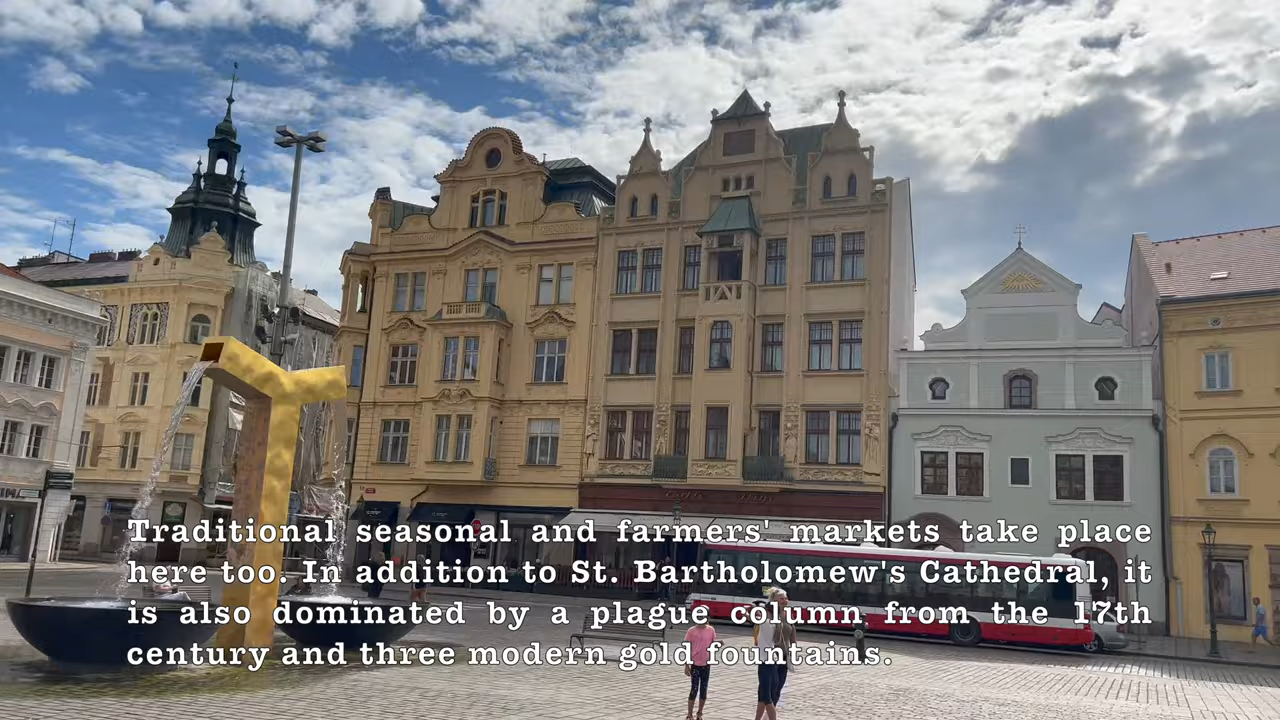 Traditional seasonal and farmers' markets take place
here too. In addition to St. Bartholomew's Cathedral, it
is also dominated by a plague column from the 17th
century and three modern gold fountains.